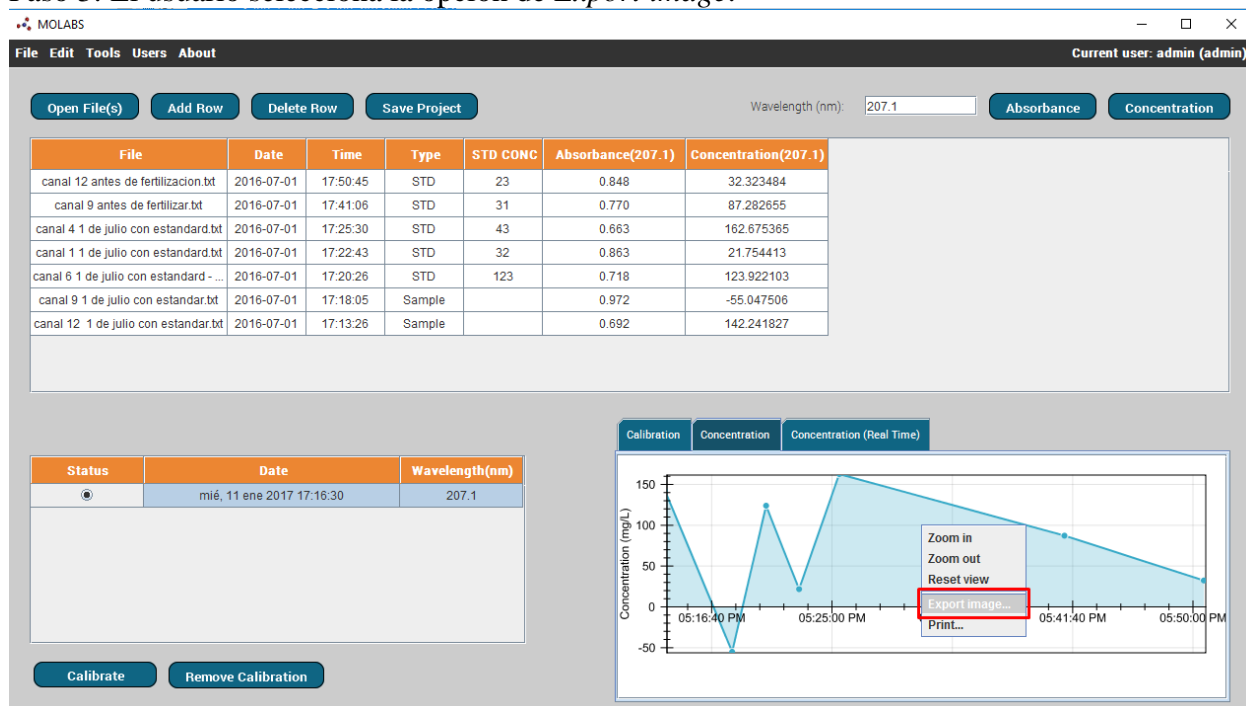 Paso 3: El usuario selecciona la opción de Export image.
MOLABS
File Edit Tools Users About Current user: admin (admin)
Open File(s) Add Row Delete Row Save Project Wavelength (nm): 207.1 Absorbance Concentration
File Date Time Type STD CONC Absorbance(207.1) Concentration(207.1)
canal 12 antes de fertilizacion.txt 2016-07-01 17:50:45 STD 23 0.848 32.323484
canal 9 antes de fertilizar.txt 2016-07-01 17:41:06 STD 31 0.770 87.282655
canal 4 1 de julio con estandard.txt 2016-07-01 17:25:30 STD 43 0.663 162.675365
canal 1 1 de julio con estandard.txt 2016-07-01 17:22:43 STD 32 0.863 21.754413
canal 6 1 de julio con estandard - ... 2016-07-01 17:20:26 STD 123 0.718 123.922103
canal 9 1 de julio con estandar.txt 2016-07-01 17:18:05 Sample 0.972 -55.047506
canal 12 1 de julio con estandar.txt 2016-07-01 17:13:26 Sample 0.692 142.241827
Status Date Wavelength(nm)
mié, 11 ene 2017 17:16:30 207.1
Calibrate Remove Calibration
Calibration Concentration Concentration (Real Time)
Concentration (mg/L)
150
100
50
0
-50
05:16:40 PM 05:25:00 PM 05:41:40 PM 05:50:00 PM
Zoom in
Zoom out
Reset view
Export image...
Print...